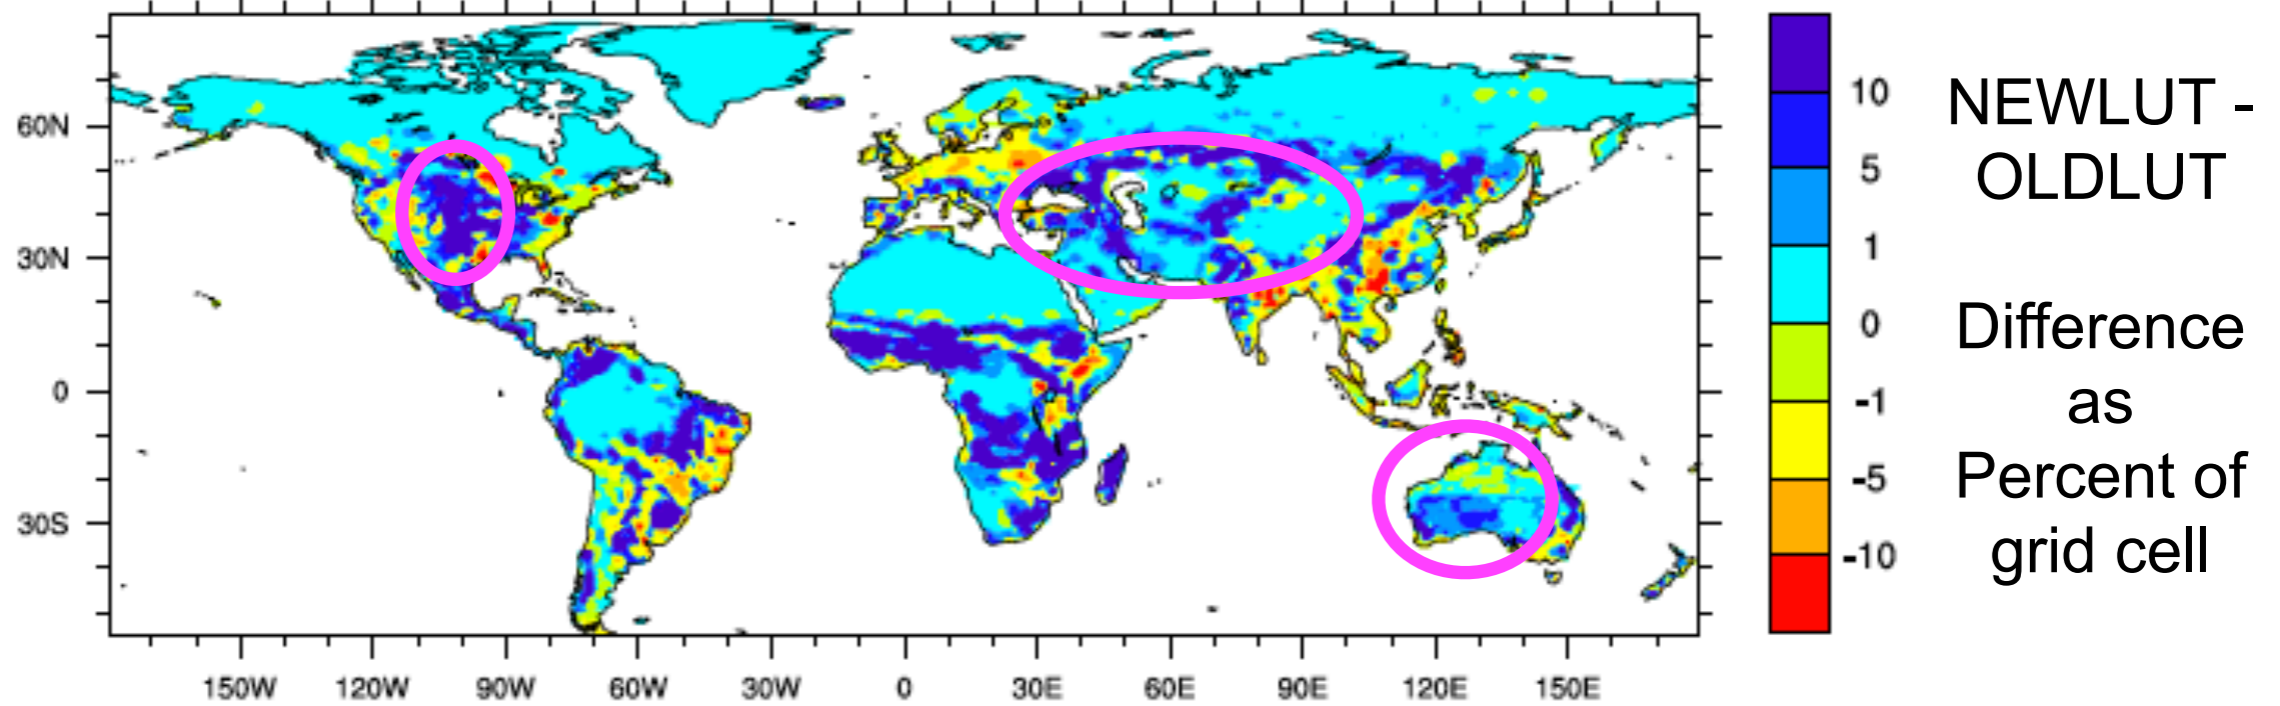 60N
30N
0
30S
150W 120W 90W 60W 30W 0 30E 60E 90E 120E 150E
10
5
1
0
-1
-5
-10
NEWLUT -
OLDLUT
Difference
as
Percent of
grid cell